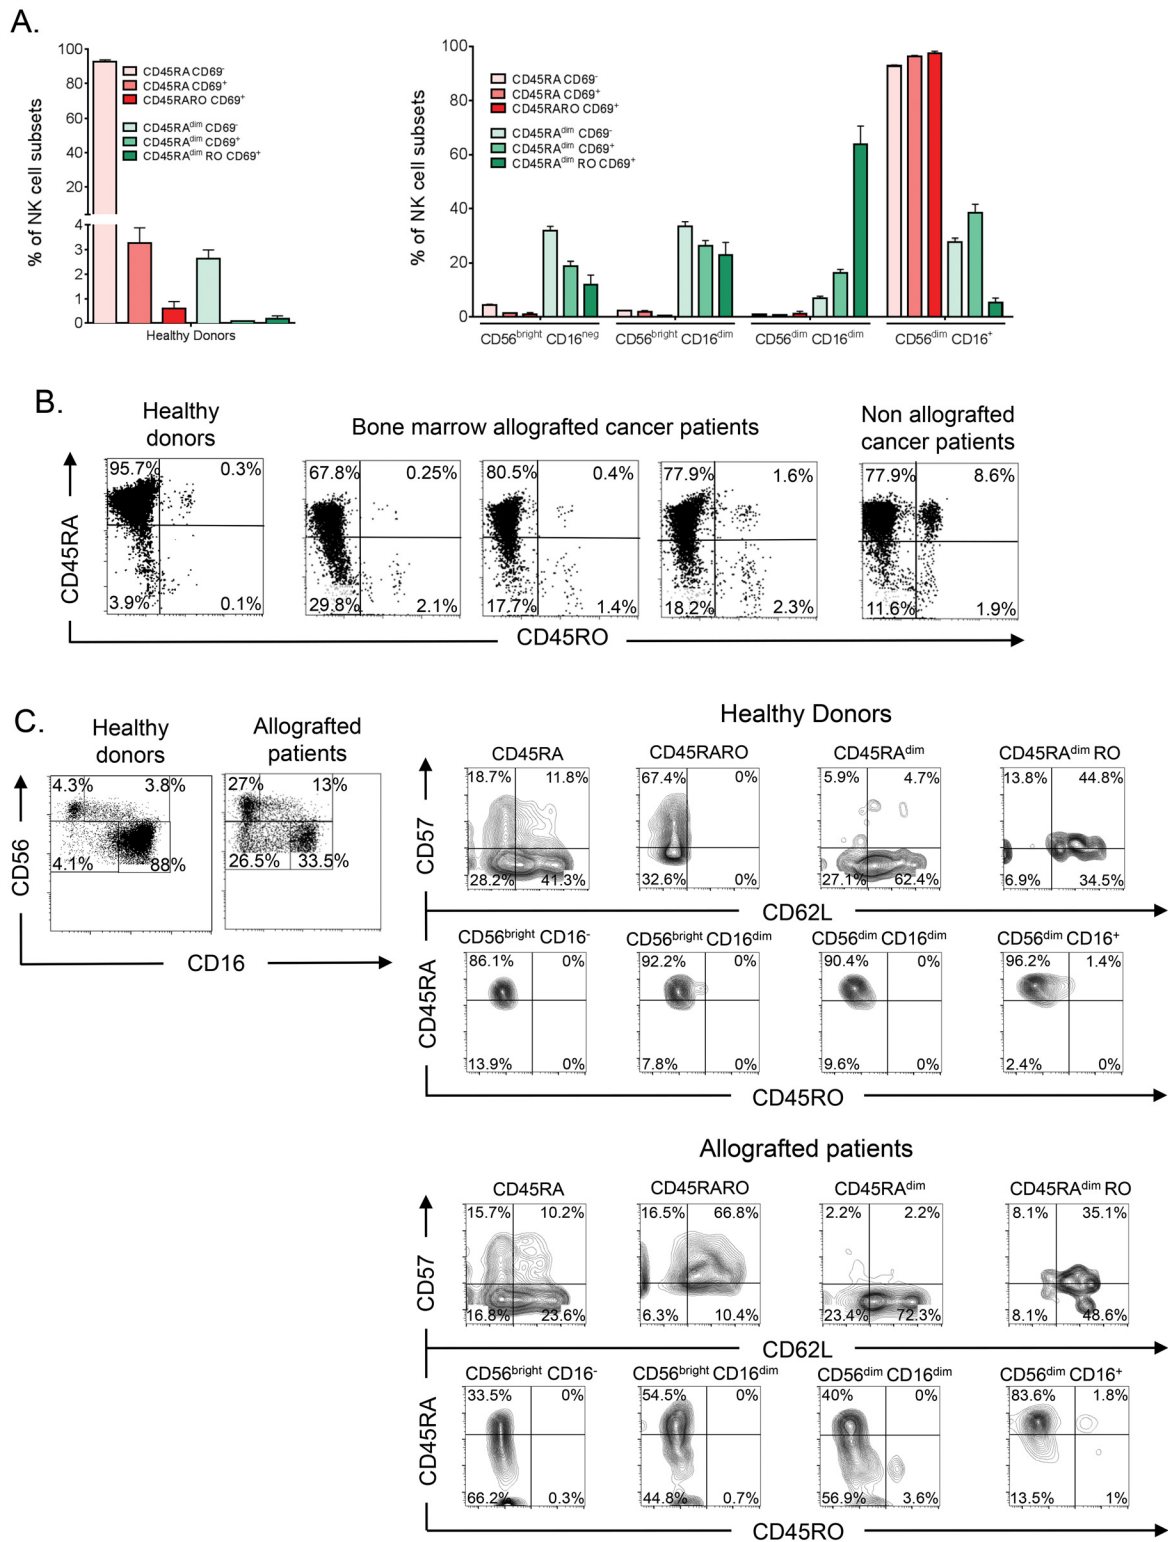 A.
% of NK cell subsets
100
80
60
40
20
4
3
2
1
0
CD45RA CD69⁻
CD45RA CD69⁺
CD45RARO CD69⁺
CD45RAᵈⁱᵐ CD69⁻
CD45RAᵈⁱᵐ CD69⁺
CD45RAᵈⁱᵐ RO CD69⁺
Healthy Donors
% of NK cell subsets
100
80
60
40
20
0
CD45RA CD69⁻
CD45RA CD69⁺
CD45RARO CD69⁺
CD45RAᵈⁱᵐ CD69⁻
CD45RAᵈⁱᵐ CD69⁺
CD45RAᵈⁱᵐ RO CD69⁺
CD56ᵇʳⁱᵍʰᵗ CD16ⁿᵉᵍ CD56ᵇʳⁱᵍʰᵗ CD16ᵈⁱᵐ CD56ᵈⁱᵐ CD16ᵈⁱᵐ CD56ᵈⁱᵐ CD16⁺
B.
Healthy
donors
Bone marrow allografted cancer patients
Non allografted
cancer patients
CD45RA
95.7% 0.3% 67.8% 0.25% 80.5% 0.4% 77.9% 1.6% 77.9% 8.6%
3.9% 0.1% 29.8% 2.1% 17.7% 1.4% 18.2% 2.3% 11.6% 1.9%
CD45RO
C.
Healthy
donors
Allografted
patients
CD56
4.3% 3.8% 27% 13%
4.1% 88% 26.5% 33.5%
CD16
Healthy Donors
CD45RA CD45RARO CD45RAᵈⁱᵐ CD45RAᵈⁱᵐ RO
CD57
18.7% 11.8% 67.4% 0% 5.9% 4.7% 13.8% 44.8%
28.2% 41.3% 32.6% 0% 27.1% 62.4% 6.9% 34.5%
CD62L
CD56ᵇʳⁱᵍʰᵗ CD16⁻ CD56ᵇʳⁱᵍʰᵗ CD16ᵈⁱᵐ CD56ᵈⁱᵐ CD16ᵈⁱᵐ CD56ᵈⁱᵐ CD16⁺
CD45RA
86.1% 0% 92.2% 0% 90.4% 0% 96.2% 1.4%
13.9% 0% 7.8% 0% 9.6% 0% 2.4% 0%
CD45RO
Allografted patients
CD45RA CD45RARO CD45RAᵈⁱᵐ CD45RAᵈⁱᵐ RO
CD57
15.7% 10.2% 16.5% 66.8% 2.2% 2.2% 8.1% 35.1%
16.8% 23.6% 6.3% 10.4% 23.4% 72.3% 8.1% 48.6%
CD62L
CD56ᵇʳⁱᵍʰᵗ CD16⁻ CD56ᵇʳⁱᵍʰᵗ CD16ᵈⁱᵐ CD56ᵈⁱᵐ CD16ᵈⁱᵐ CD56ᵈⁱᵐ CD16⁺
CD45RA
33.5% 0% 54.5% 0% 40% 0% 83.6% 1.8%
66.2% 0.3% 44.8% 0.7% 56.9% 3.6% 13.5% 1%
CD45RO